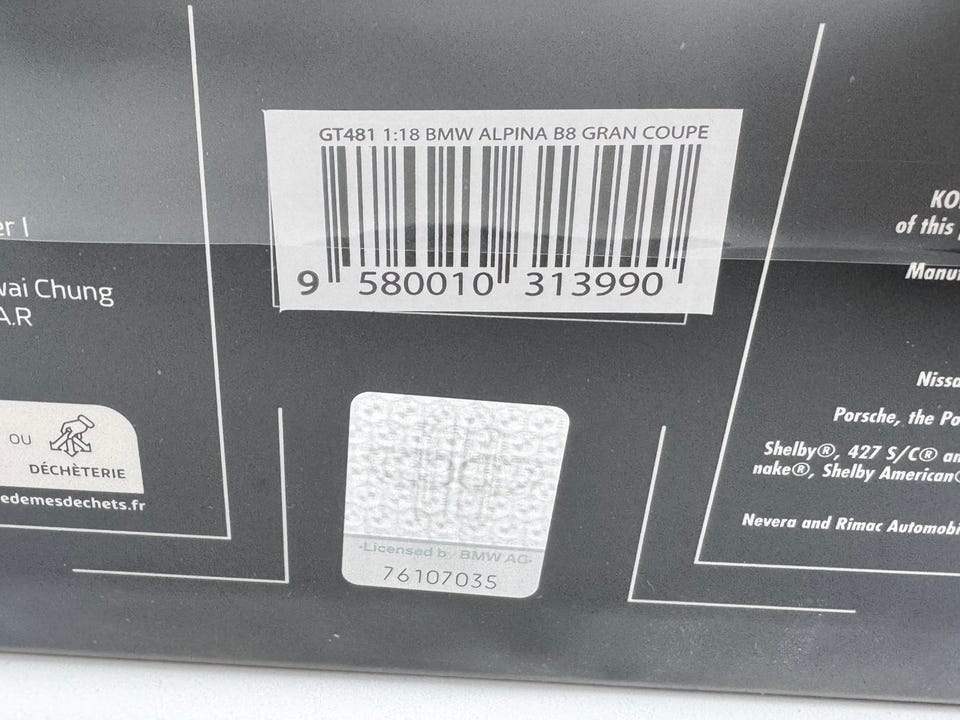 GT481 1:18 BMW ALPINA B8 GRAN COUPE
9 580010 313990
er I
wai Chung
A.R
OU
DÉCHÈTERIE
edemesdechets.fr
-Licensed by BMW AG-
76107035
KO
of this
Manuf
Nissa
Porsche, the Po
Shelby®, 427 S/C® an
nake®, Shelby American®
Nevera and Rimac Automobi